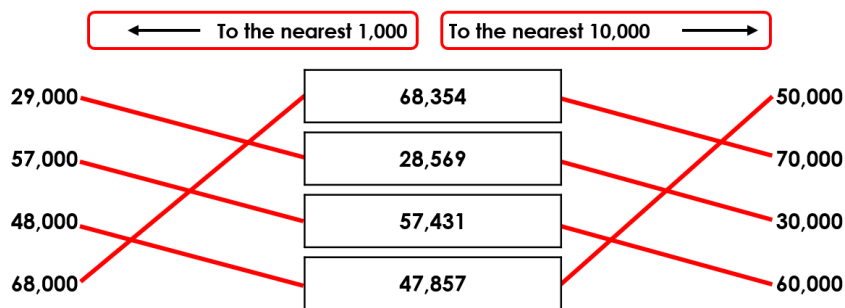 To the nearest 1,000
To the nearest 10,000
29,000 68,354 50,000
57,000 28,569 70,000
48,000 57,431 30,000
68,000 47,857 60,000